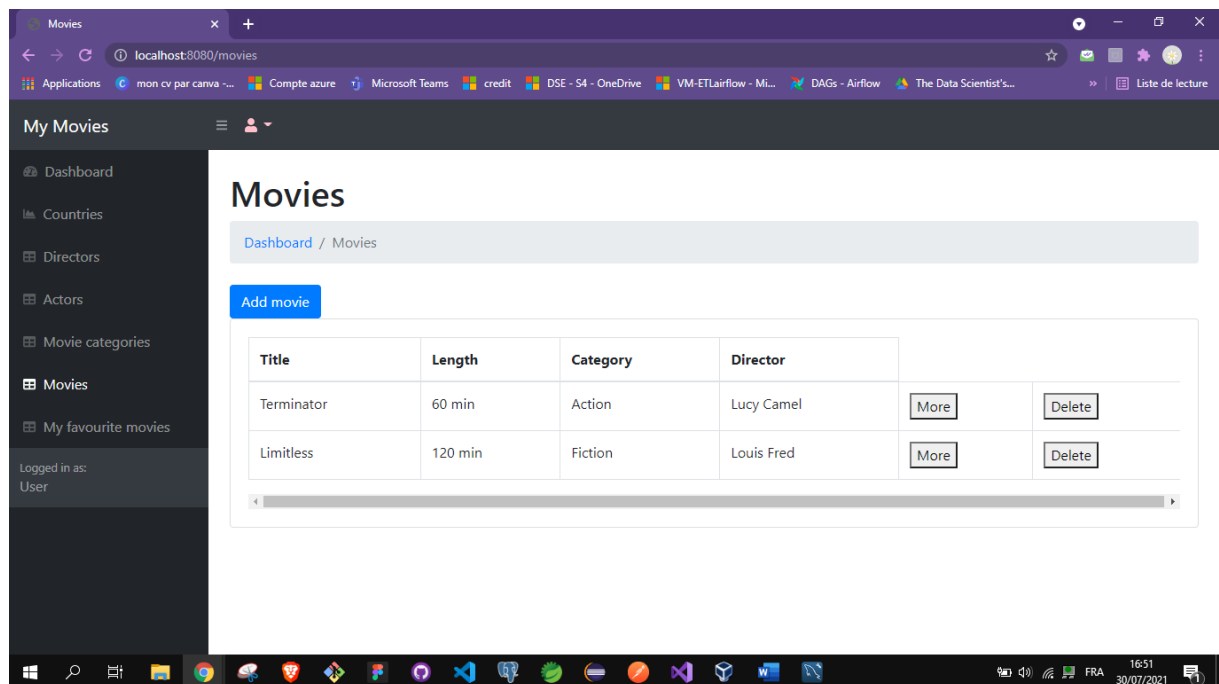 Movies
localhost:8080/movies
Applications mon cv par canva -... Compte azure Microsoft Teams credit DSE - S4 - OneDrive VM-ETLairflow - Mi... DAGs - Airflow The Data Scientist's... » Liste de lecture
My Movies
Dashboard
Countries
Directors
Actors
Movie categories
Movies
My favourite movies
Logged in as:
User
Movies
Dashboard / Movies
Add movie
Title Length Category Director
Terminator 60 min Action Lucy Camel More Delete
Limitless 120 min Fiction Louis Fred More Delete
FRA 16:51
30/07/2021